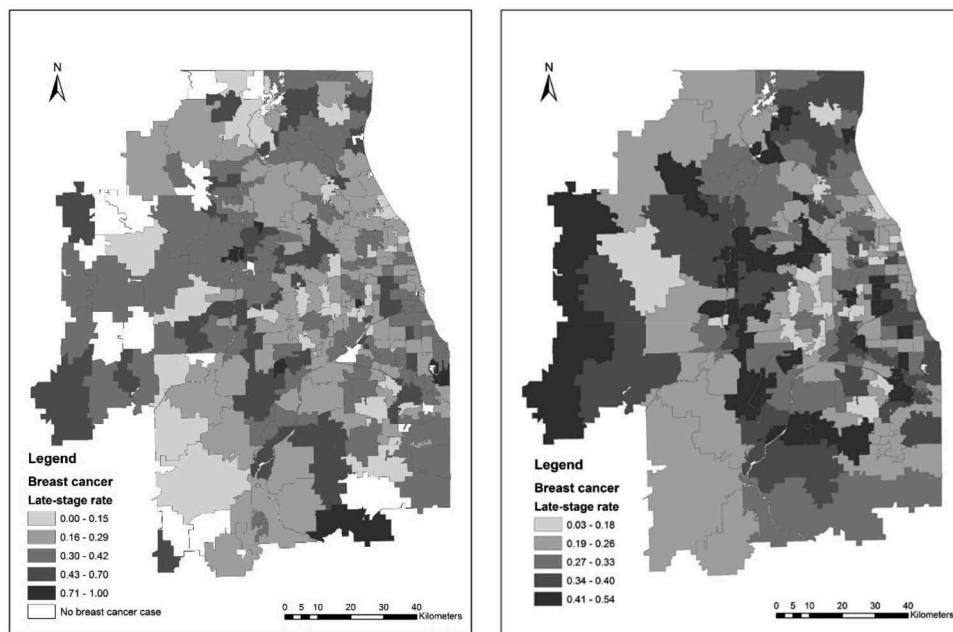 N
Legend
Breast cancer
Late-stage rate
0.00 - 0.15
0.16 - 0.29
0.30 - 0.42
0.43 - 0.70
0.71 - 1.00
No breast cancer case
0 5 10 20 30 40
Kilometers
N
Legend
Breast cancer
Late-stage rate
0.03 - 0.18
0.19 - 0.26
0.27 - 0.33
0.34 - 0.40
0.41 - 0.54
0 5 10 20 30 40
Kilometers